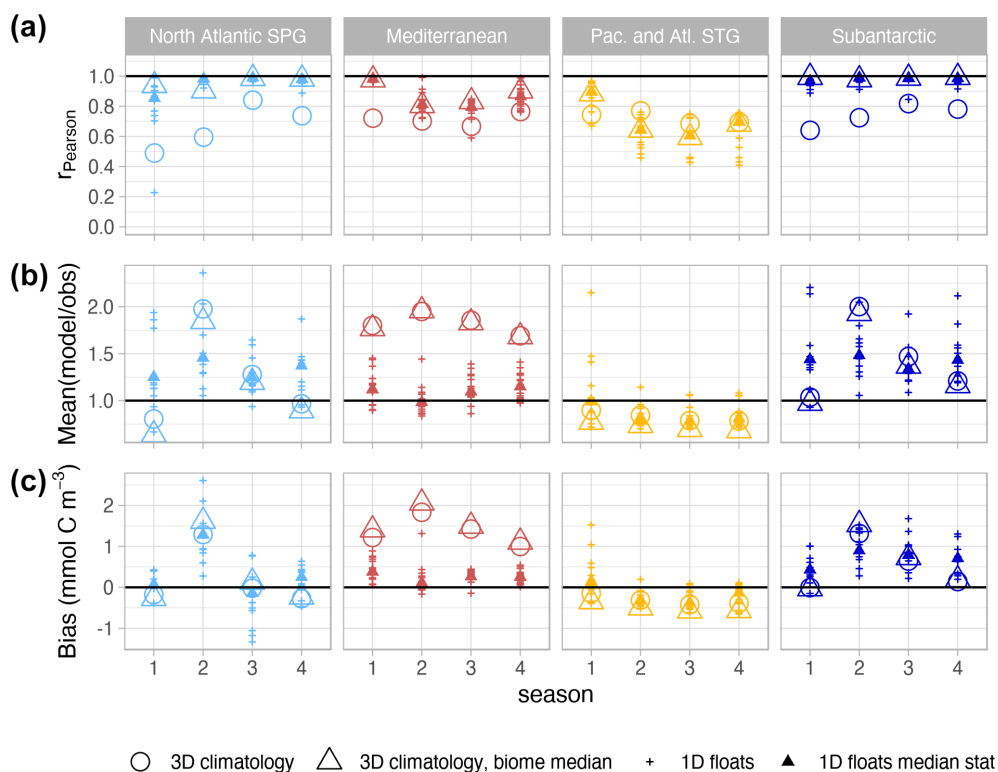 (a)
North Atlantic SPG Mediterranean Pac. and Atl. STG Subantarctic
r_Pearson
1.0
0.8
0.6
0.4
0.2
0.0
(b)
Mean(model/obs)
2.0
1.5
1.0
(c)
Bias (mmol C m⁻³)
2
1
0
-1
1 2 3 4 1 2 3 4 1 2 3 4 1 2 3 4
season
3D climatology 3D climatology, biome median 1D floats 1D floats median stat